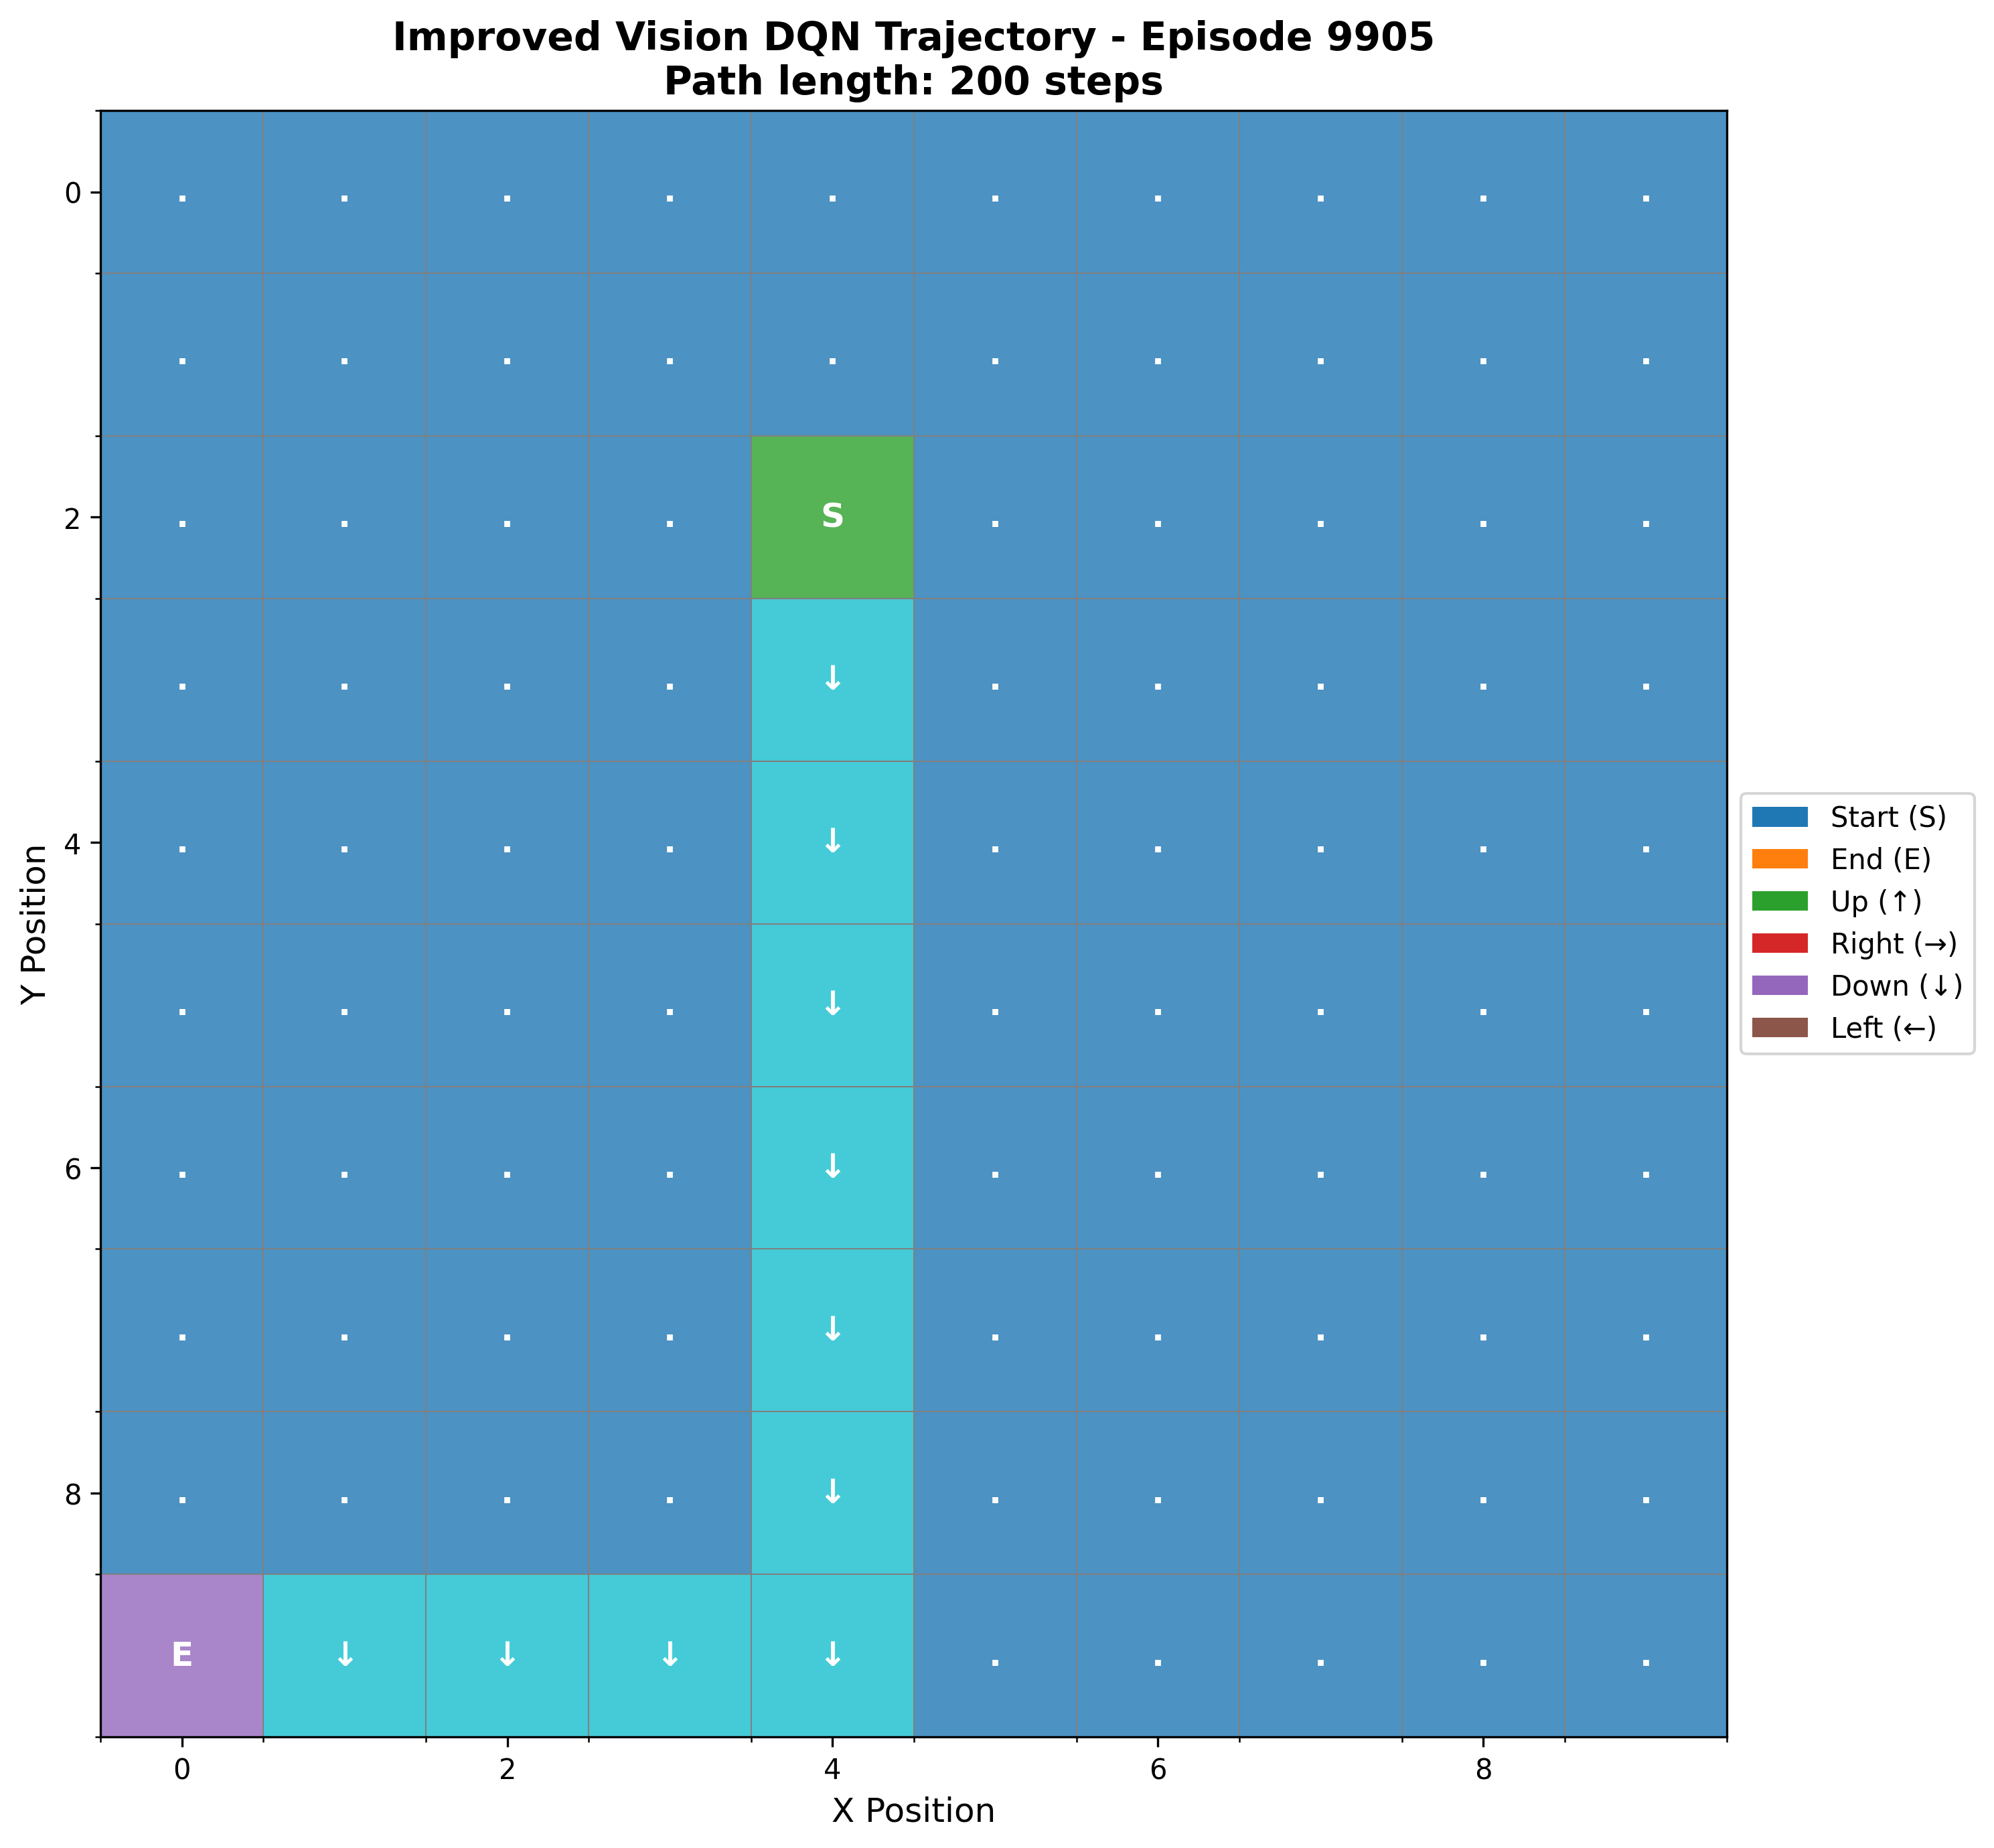 Improved Vision DQN Trajectory - Episode 9905
Path length: 200 steps
0
2
S
↓
4
↓
↓
6
↓
↓
8
↓
E ↓ ↓ ↓ ↓
0 2 4 6 8
X Position
Y Position
Start (S)
End (E)
Up (↑)
Right (→)
Down (↓)
Left (←)